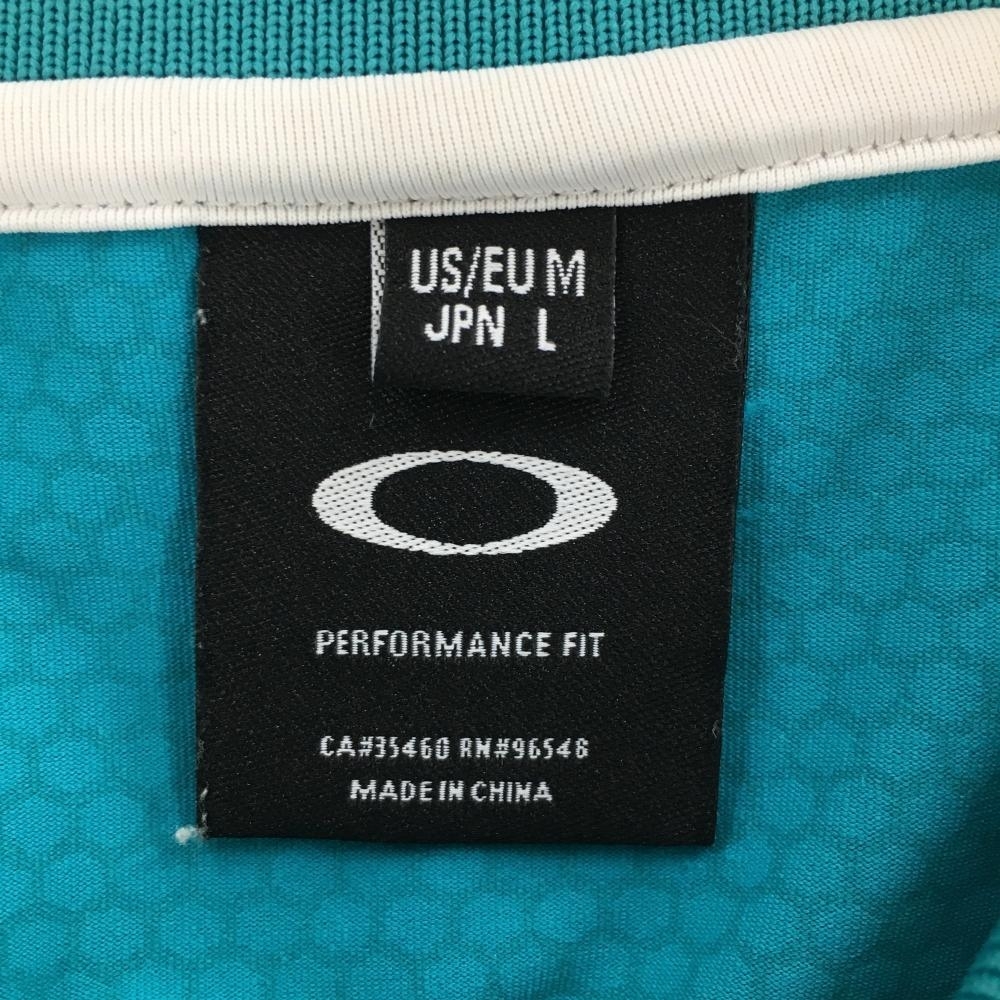 US/EU M
JPN L
PERFORMANCE FIT
CA#35460 RN#96548
MADE IN CHINA